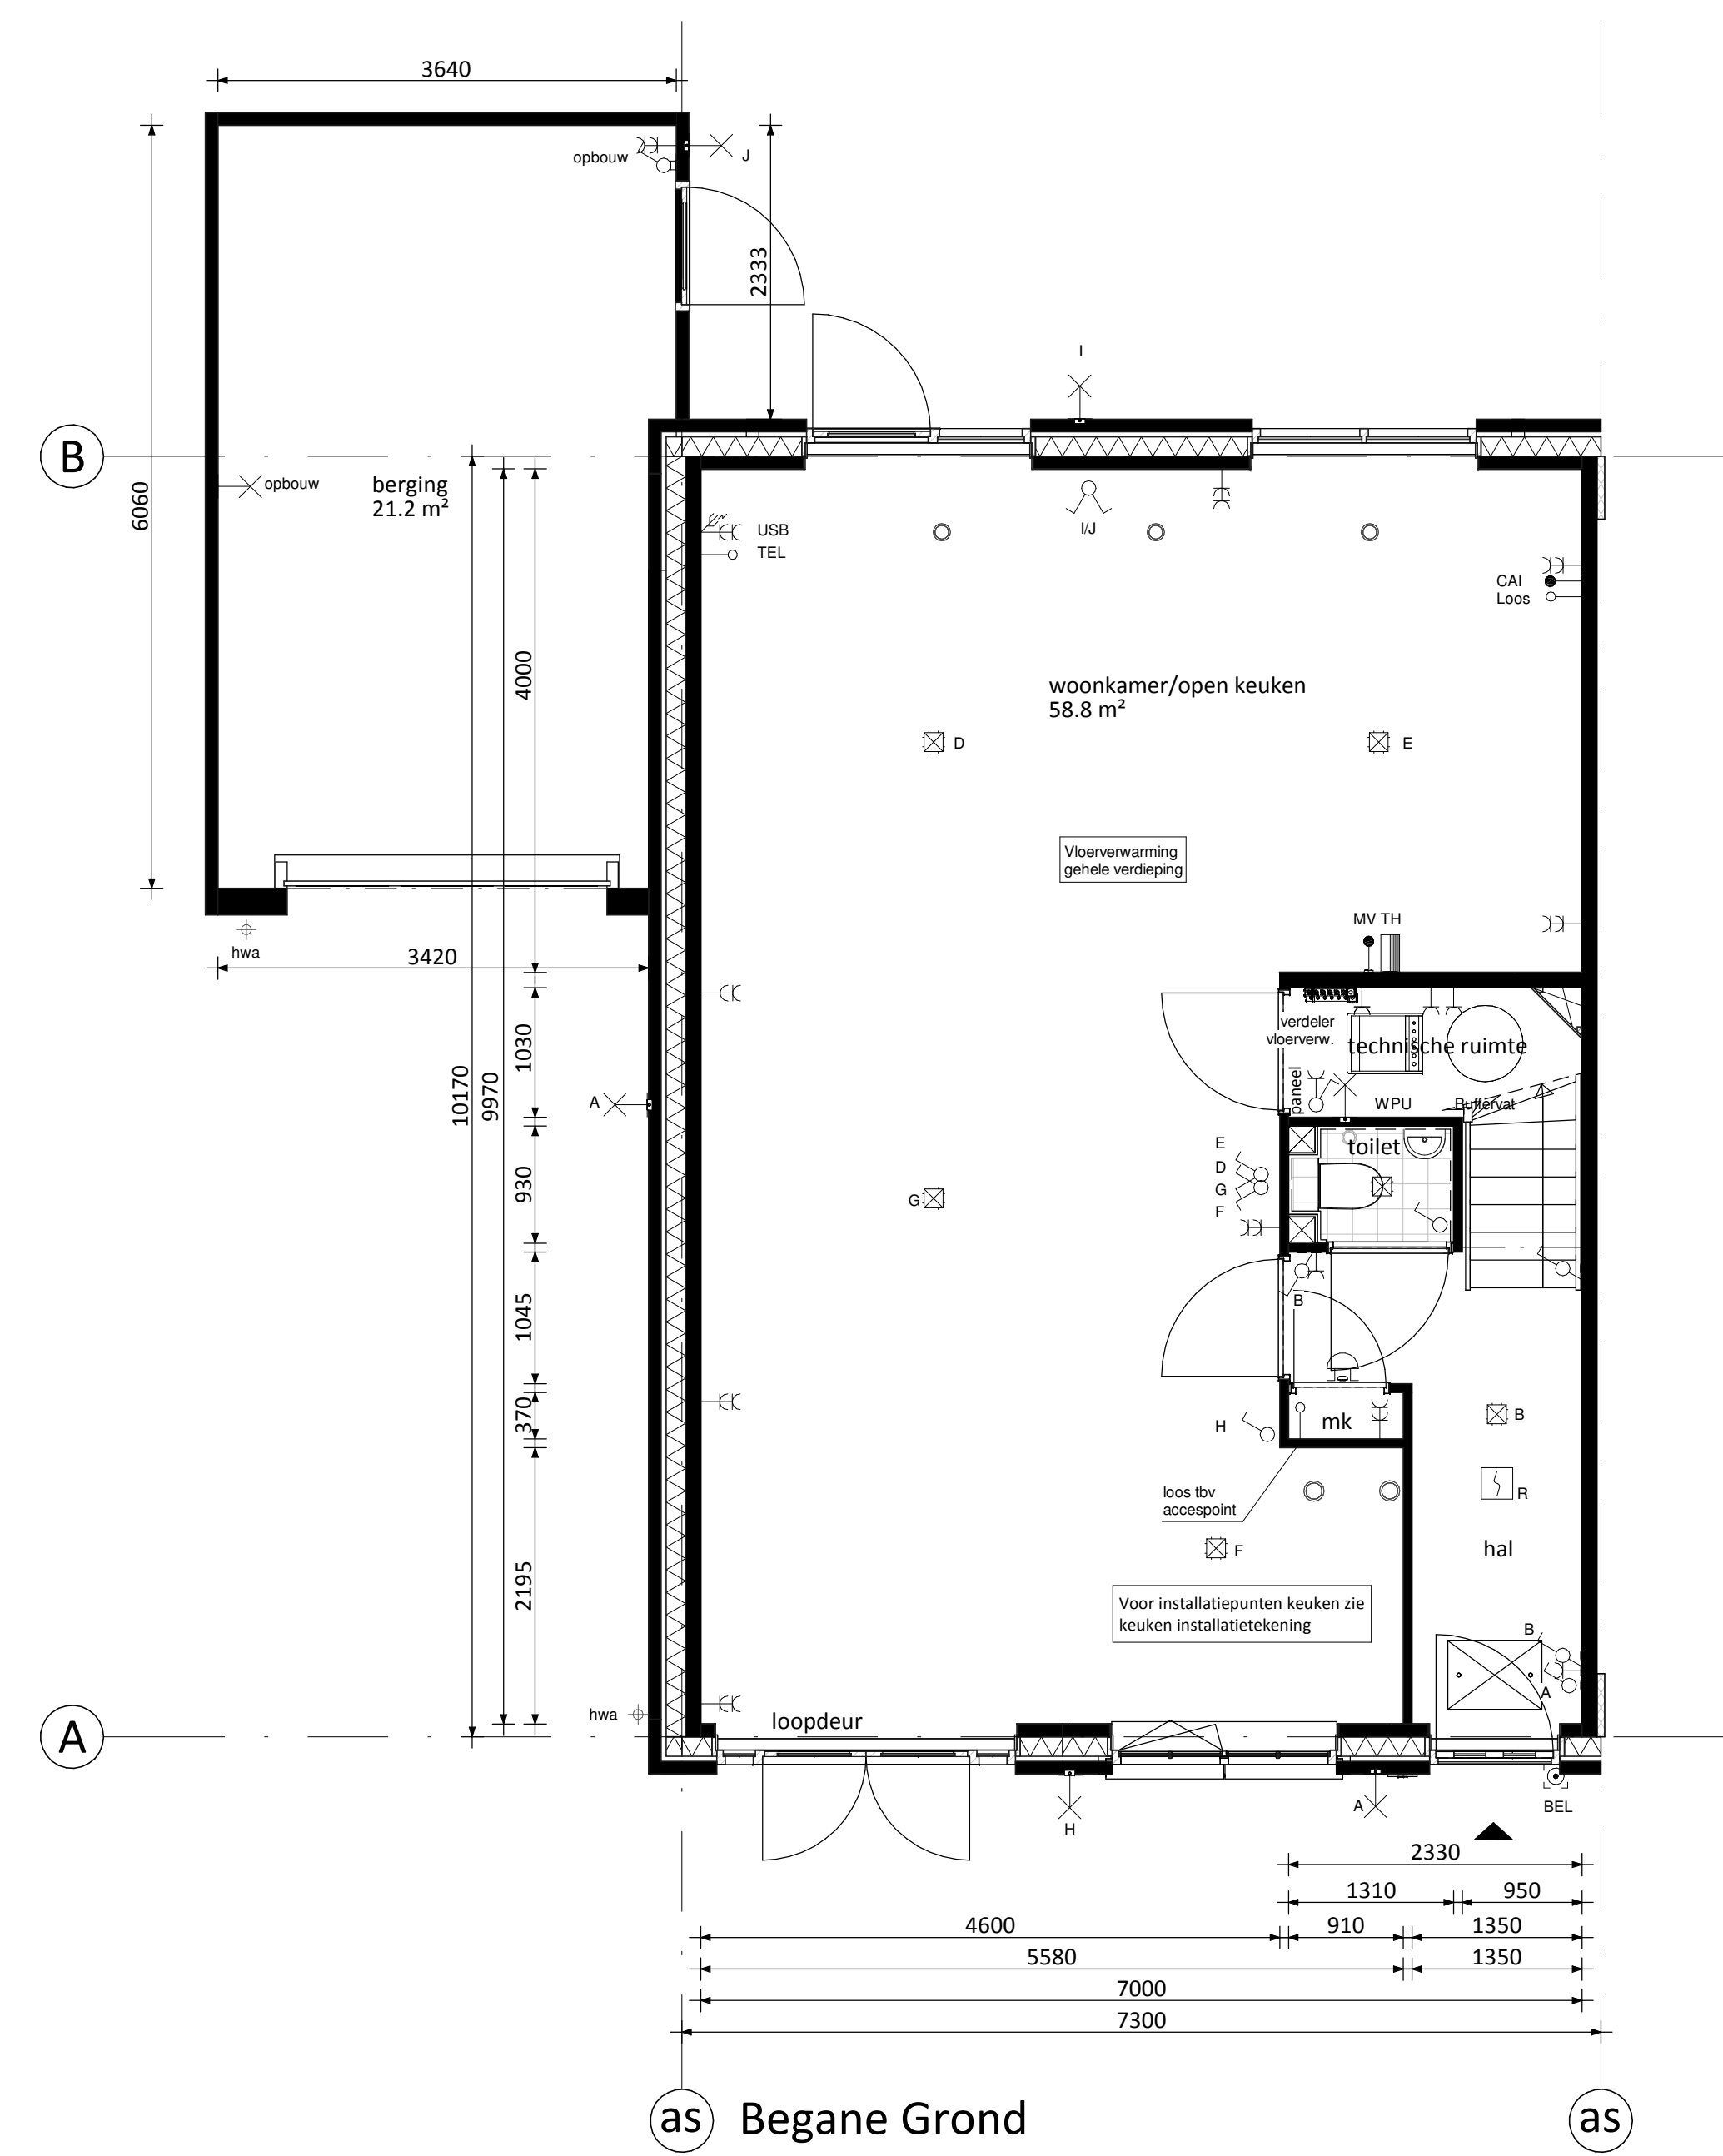 3640
opbouw
J
2333
I
B
6060
opbouw
berging
21.2 m²
USB
TEL
I/J
CAI
Loos
4000
woonkamer/open keuken
58.8 m²
D
E
Vloerverwarming
gehele verdieping
MV TH
hwa
3420
verdeler
vloerverw.
technische ruimte
1030
10170
9970
A
paneel
WPU
Buffervat
toilet
E
D
G
F
G
930
B
1045
370
H
mk
B
loos tbv
accespoint
R
F
hal
2195
Voor installatiepunten keuken zie
keuken installatietekening
B
A
hwa
loopdeur
A
H
A
BEL
2330
1310
950
4600
910
1350
5580
1350
7000
7300
as
Begane Grond
as